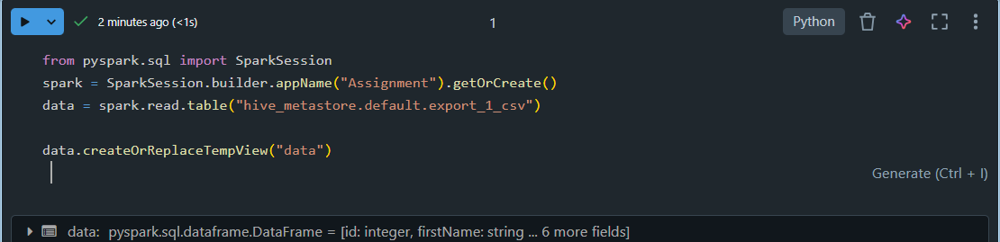 2 minutes ago (<1s)
1
Python
from pyspark.sql import SparkSession
spark = SparkSession.builder.appName("Assignment").getOrCreate()
data = spark.read.table("hive_metastore.default.export_1_csv")
data.createOrReplaceTempView("data")
Generate (Ctrl + I)
data: pyspark.sql.dataframe.DataFrame = [id: integer, firstName: string ... 6 more fields]